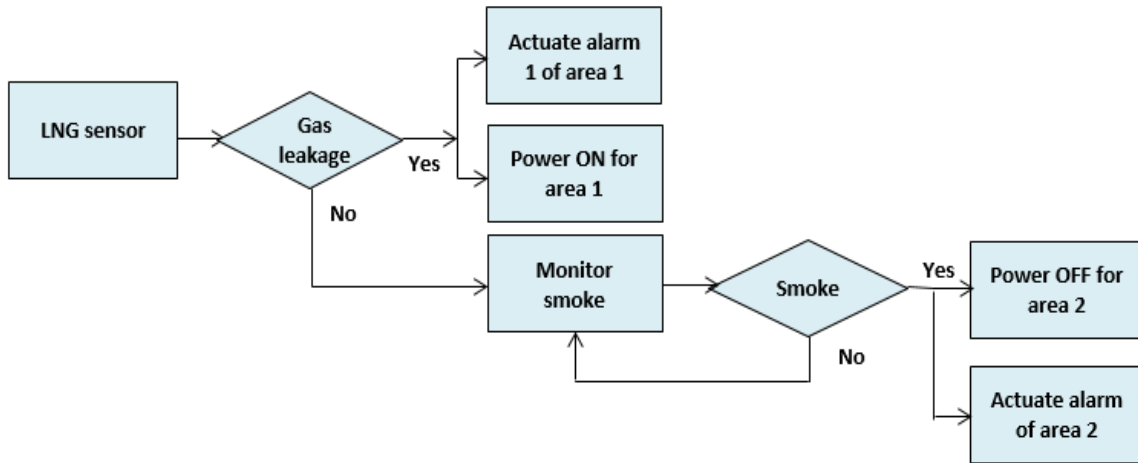 Actuate alarm
1 of area 1
LNG sensor
Gas
leakage
Yes
Power ON for
area 1
No
Monitor
smoke
Smoke
Yes
Power OFF for
area 2
No
Actuate alarm
of area 2